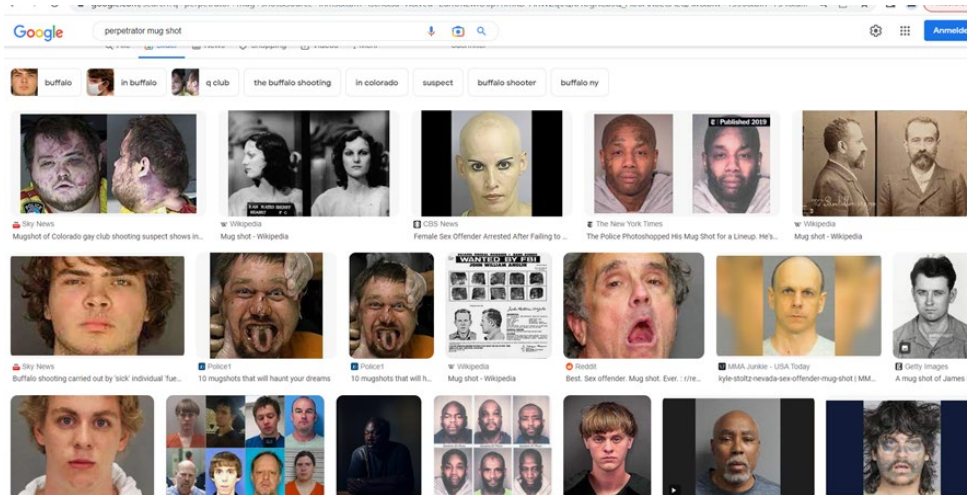 Google
perpetrator mug shot
Anmelde
buffalo
in buffalo
q club
the buffalo shooting
in colorado
suspect
buffalo shooter
buffalo ny
Published 2019
Sky News
Mugshot of Colorado gay club shooting suspect shows in...
Wikipedia
Mug shot - Wikipedia
CBS News
Female Sex Offender Arrested After Failing to ...
The New York Times
The Police Photoshopped His Mug Shot for a Lineup. He's...
Wikipedia
Mug shot - Wikipedia
WANTED BY FBI
Sky News
Buffalo shooting carried out by 'sick' individual 'fue...
Police1
10 mugshots that will haunt your dreams
Police1
10 mugshots that will h...
Wikipedia
Mug shot - Wikipedia
Reddit
Best. Sex offender. Mug shot. Ever. : r/re...
MMA Junkie - USA Today
kyle-stoltz-nevada-sex-offender-mug-shot | MM...
Getty Images
A mug shot of James